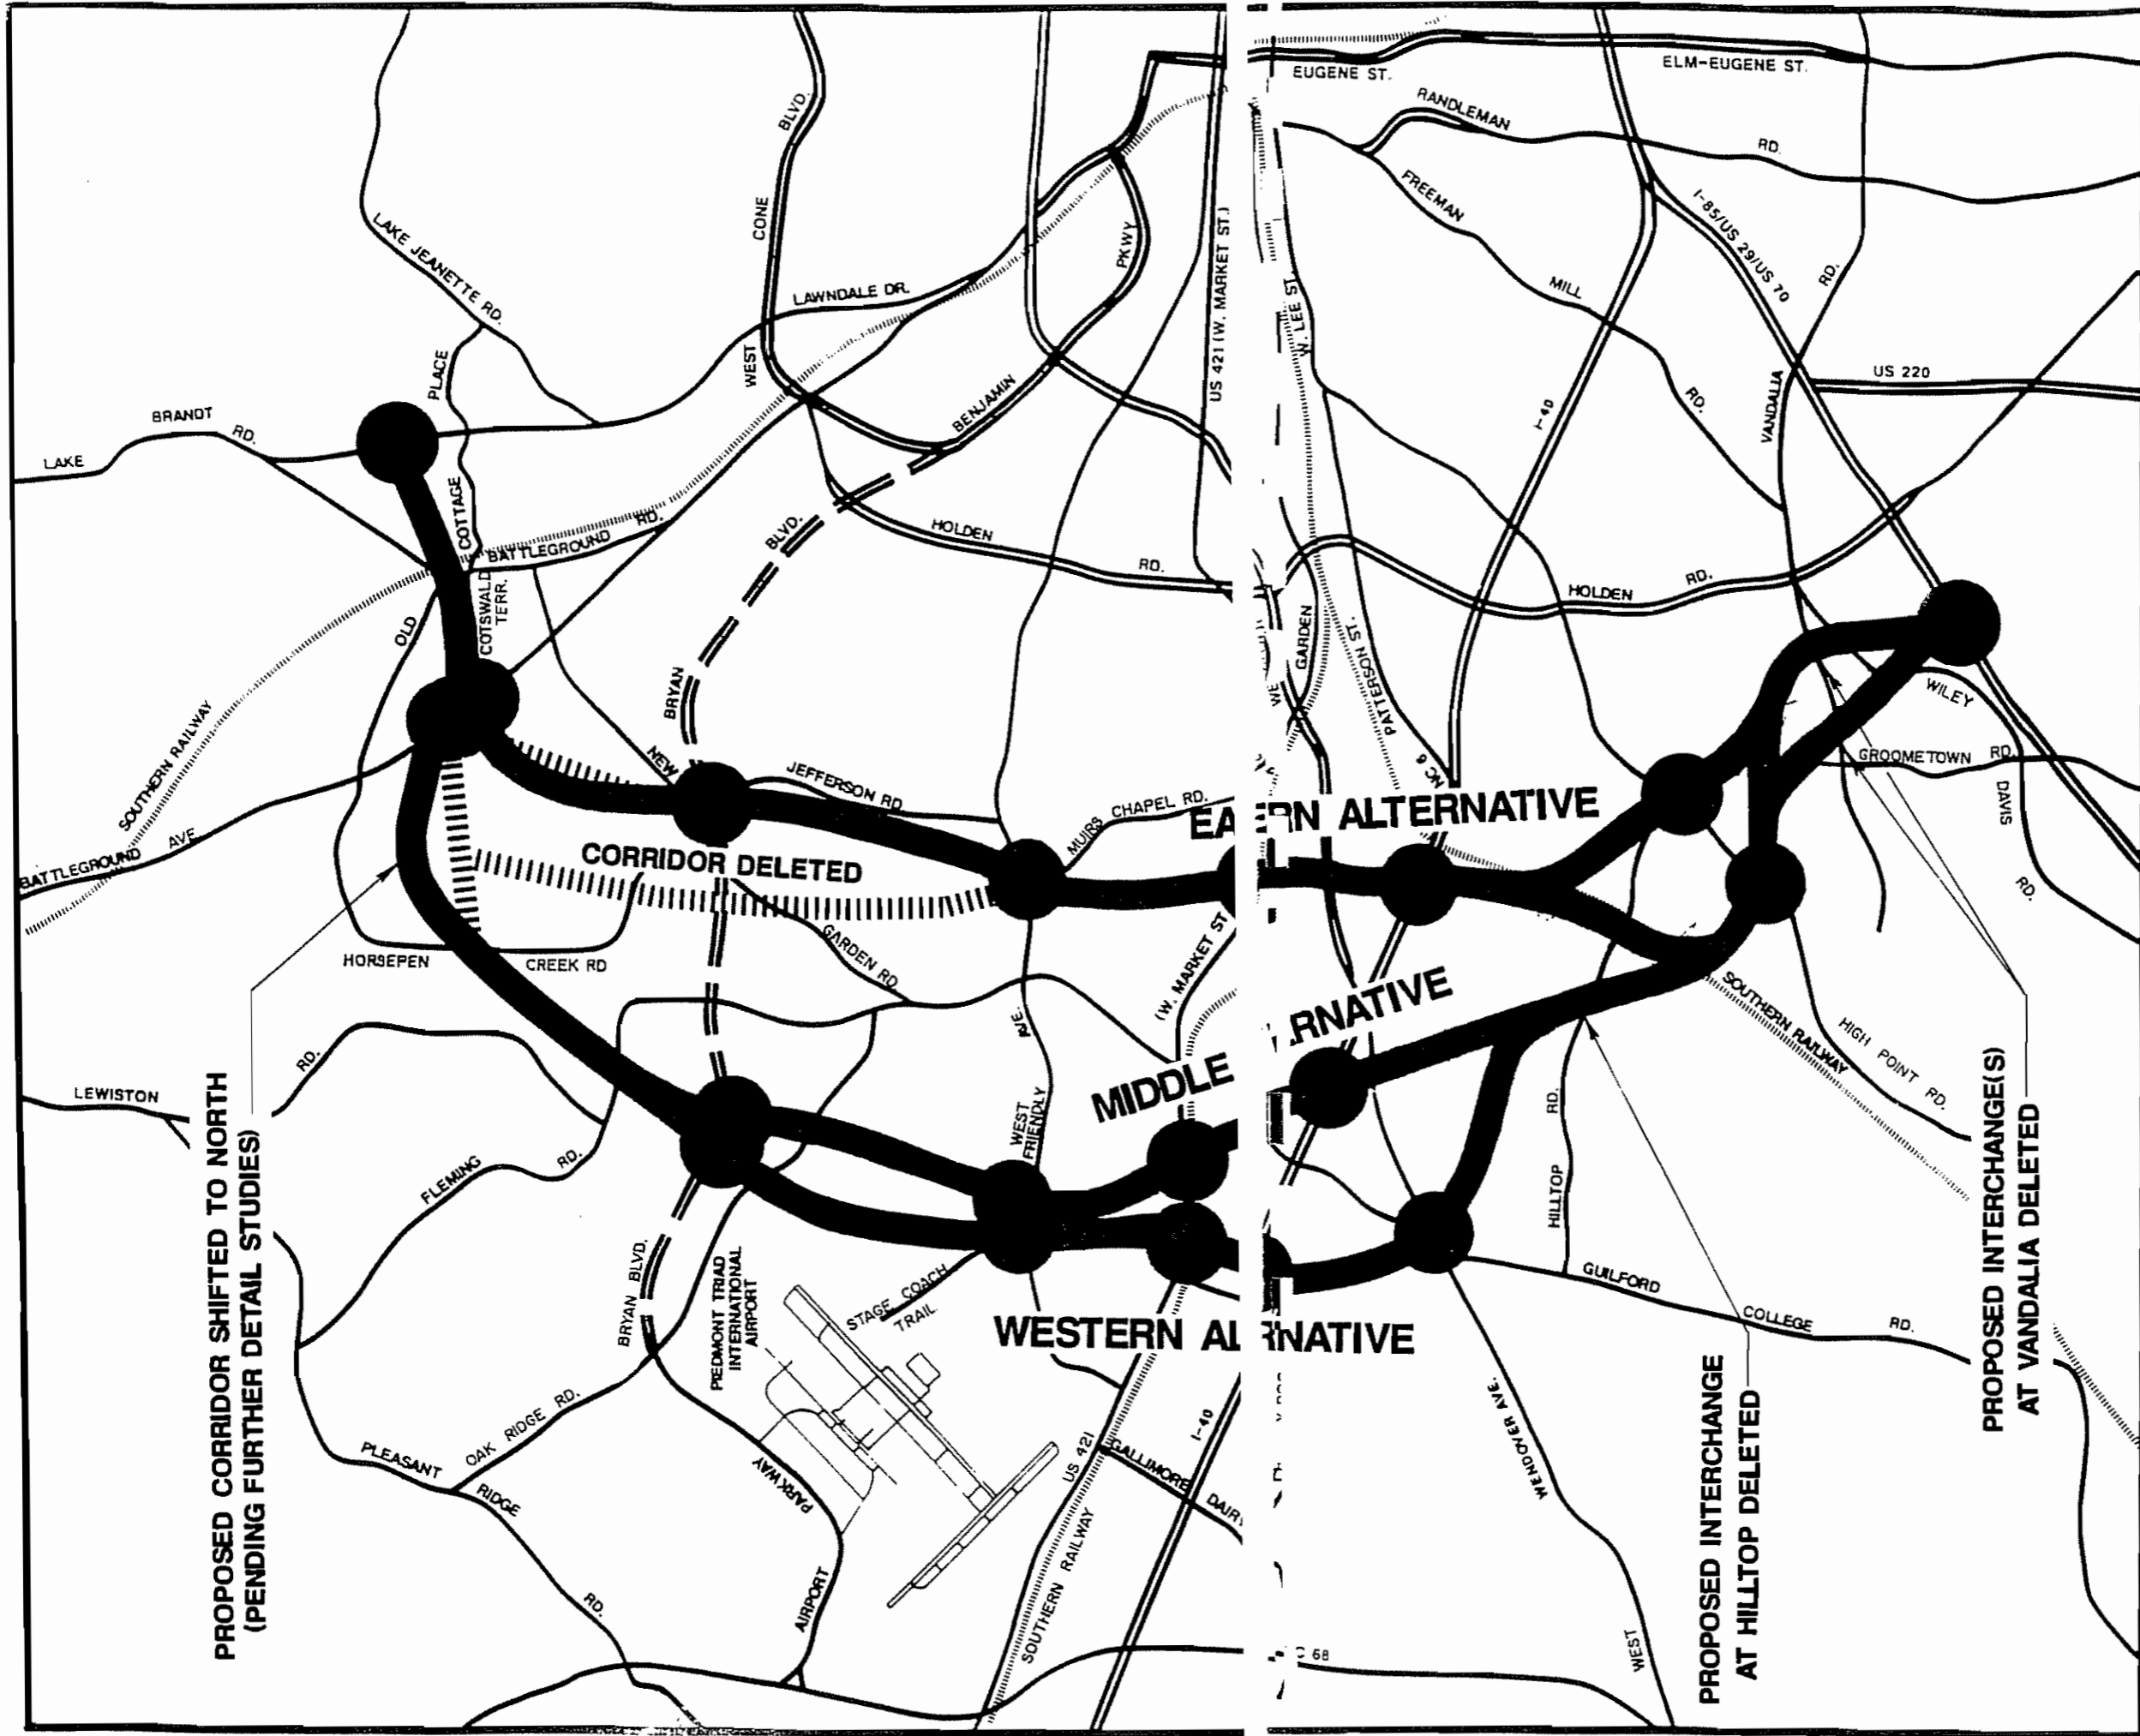 EUGENE ST.
ELM-EUGENE ST.
RANDLEMAN
RD.
FREEMAN
MILL
RD.
I-85/US 29/US 70
RD.
VANDALIA
US 220
BLVD.
CONE
WEST
LAKE JEANETTE RD.
LAWNDALE DR.
PKWY
BENJAMIN
US 421 (W. MARKET ST.)
W. LEE ST.
I-40
PLACE
COTTAGE
BRANDT
RD.
LAKE
BATTLEGROUND
RD.
COTSWALD
TERR.
OLD
BLVD.
BRYAN
HOLDEN
RD.
HOLDEN
RD.
GARDEN
PATTERSON ST.
NC 6
WILEY
GROOMETOWN RD.
DAVIS
RD.
SOUTHERN RAILWAY
BATTLEGROUND AVE.
NEW
JEFFERSON RD.
MUIRS CHAPEL RD.
EA
RN ALTERNATIVE
CORRIDOR DELETED
GARDEN RD.
HORSEPEN
CREEK RD
(W. MARKET ST
AVE.
WEST
FRIENDLY
MIDDLE
RNATIVE
SOUTHERN RAILWAY
HIGH POINT RD.
LEWISTON
RD.
FLEMING
RD.
RD.
HILLTOP
GUILFORD
COLLEGE
RD.
BRYAN BLVD.
PIEDMONT TRIAD
INTERNATIONAL
AIRPORT
STAGE COACH
TRAIL
WESTERN AL
RNATIVE
PLEASANT
RIDGE
RD.
OAK RIDGE RD.
PARKWAY
AIRPORT
US 421
GALLIMORE
DAIRY
I-40
SOUTHERN RAILWAY
WENDOVER AVE.
WEST
C 68
PROPOSED CORRIDOR SHIFTED TO NORTH
(PENDING FURTHER DETAIL STUDIES)
PROPOSED INTERCHANGE
AT HILLTOP DELETED
PROPOSED INTERCHANGE(S)
AT VANDALIA DELETED